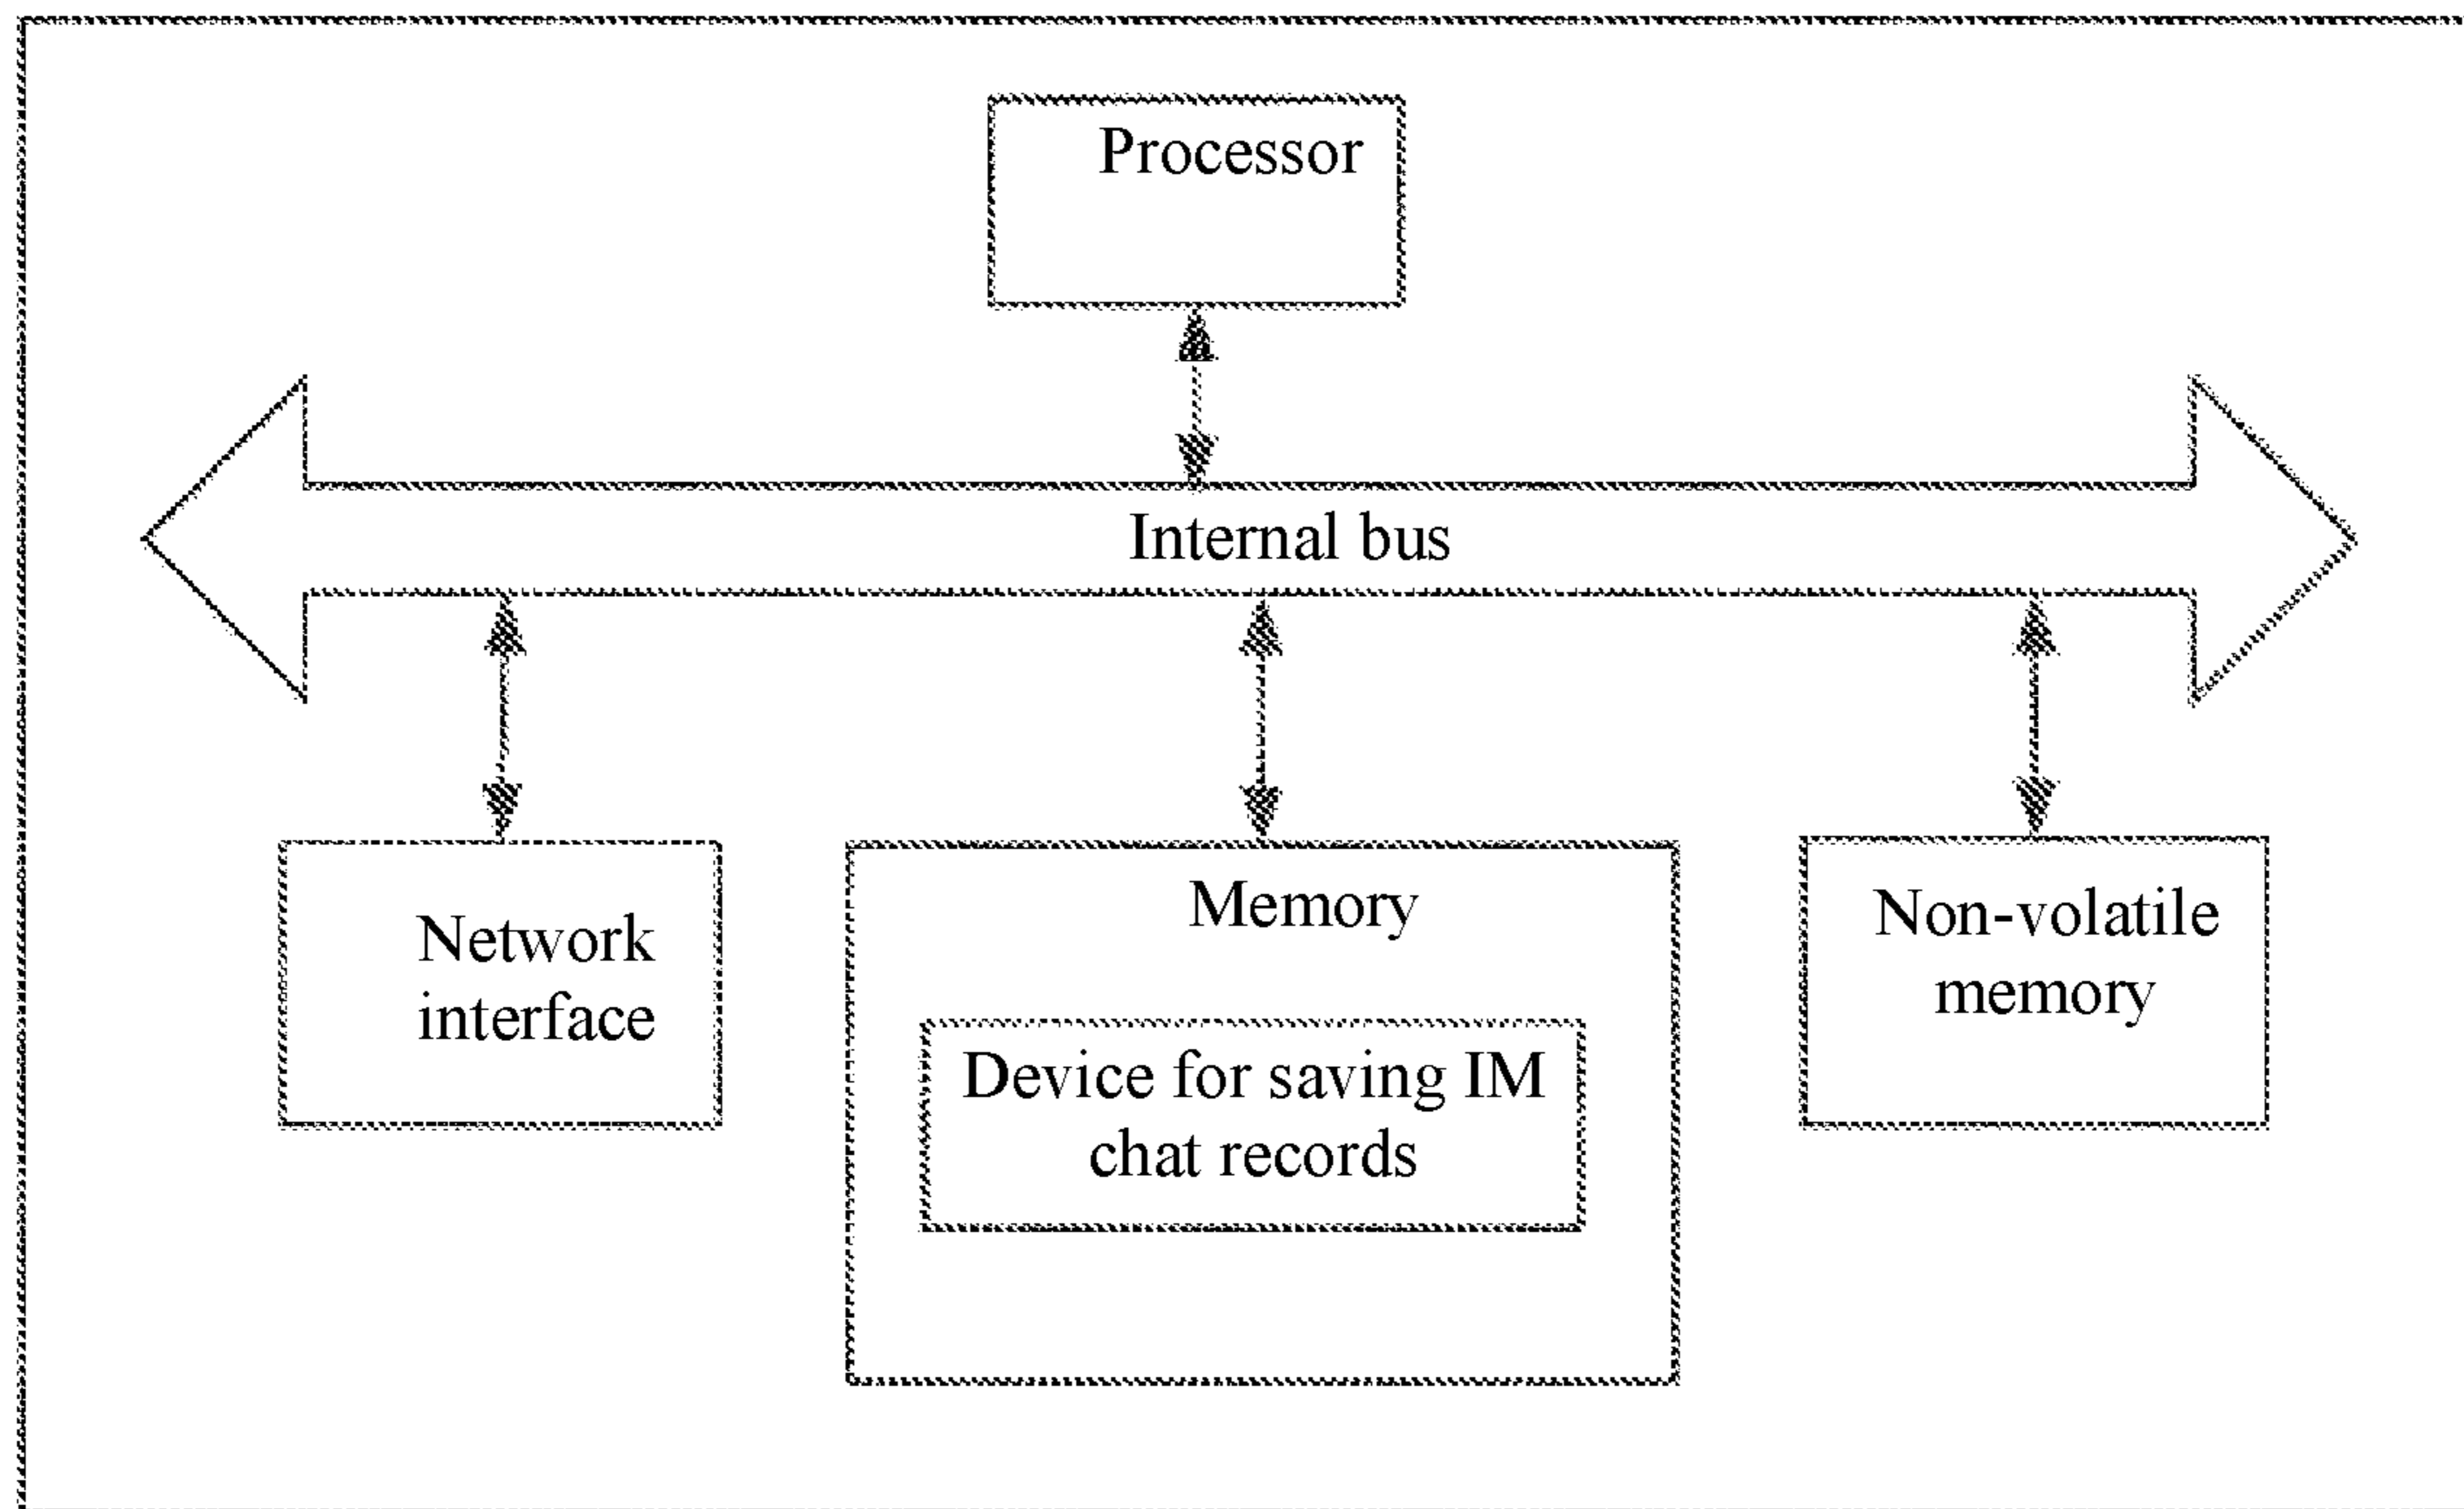 Processor
Internal bus
Network
interface
Memory
Device for saving IM
chat records
Non-volatile
memory